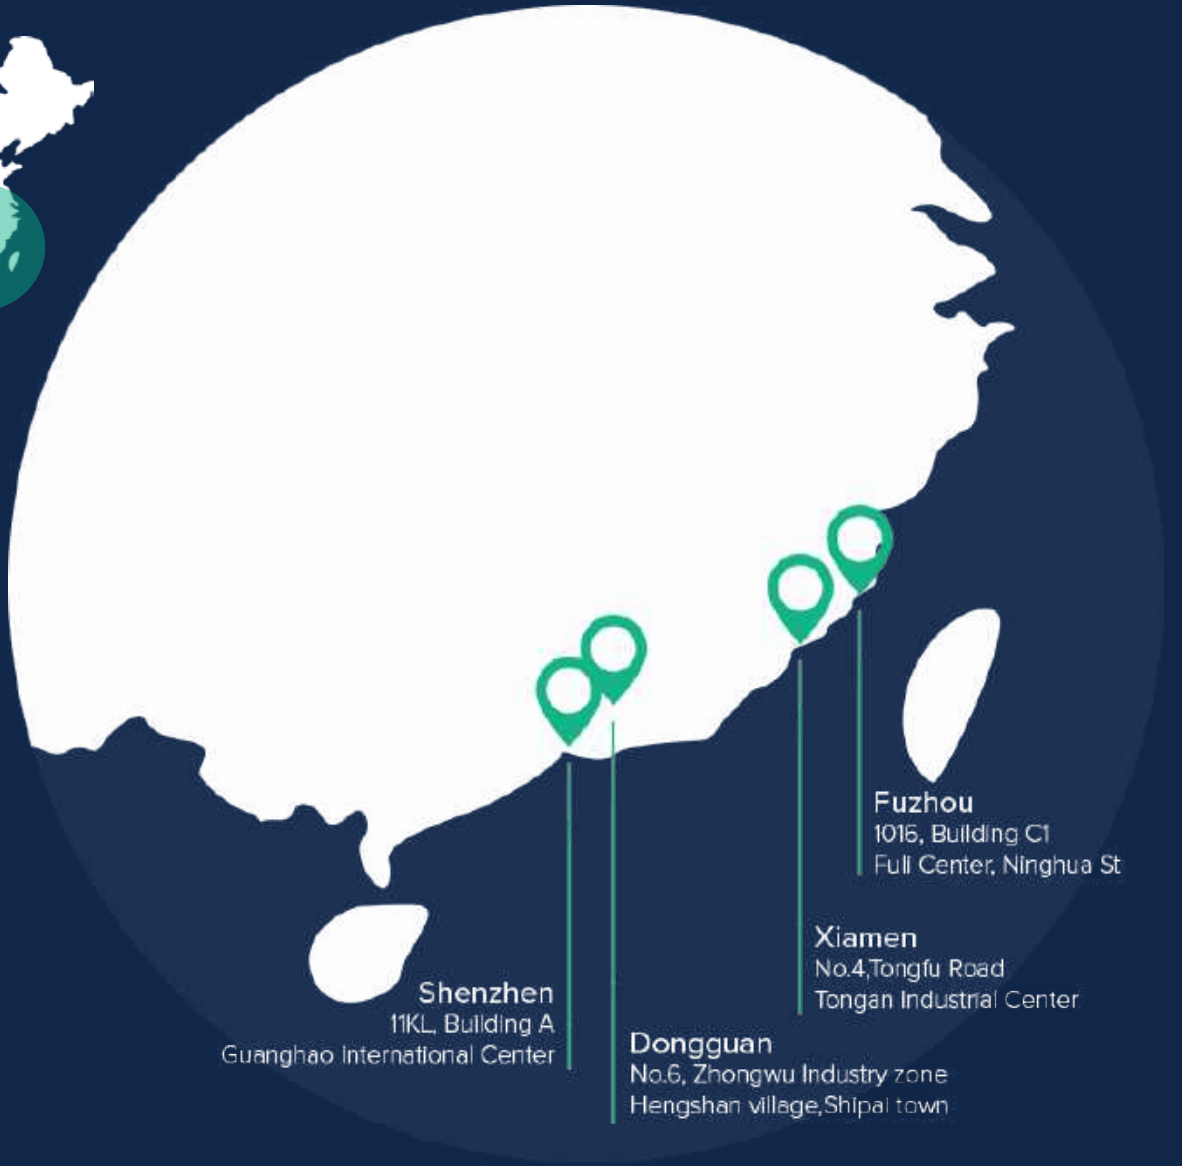 Fuzhou
1016, Building C1
Fuli Center, Ninghua St
Xiamen
No.4,Tongfu Road
Tongan Industrial Center
Shenzhen
11KL, Building A
Guanghao International Center
Dongguan
No.6, Zhongwu Industry zone
Hengshan village,Shipai town